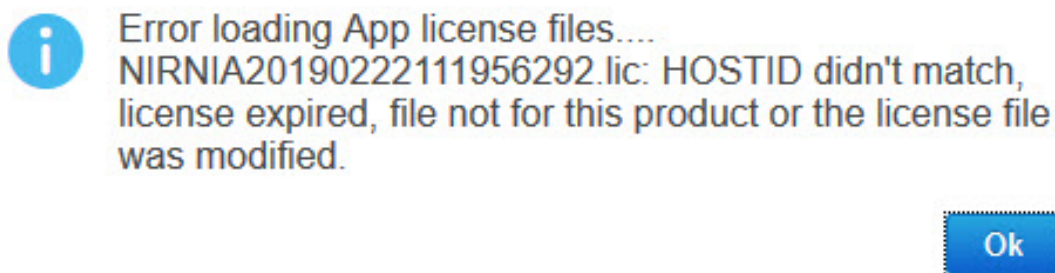 Error loading App license files....
NIRNIA20190222111956292.lic: HOSTID didn't match,
license expired, file not for this product or the license file
was modified.
Ok